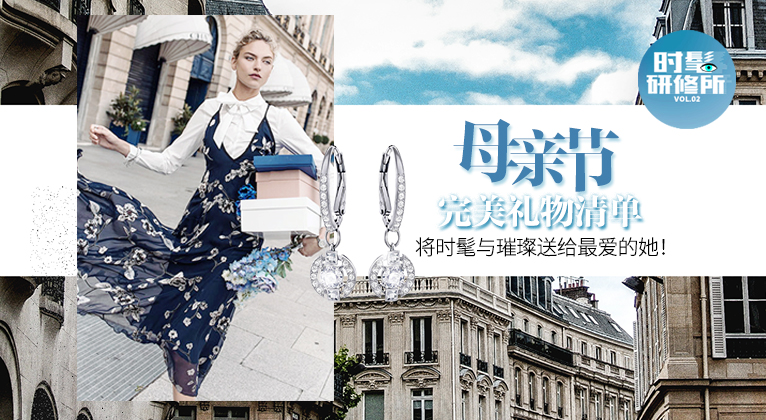 时髦
研修所
VOL.02
母亲节
完美礼物清单
将时髦与璀璨送给最爱的她！